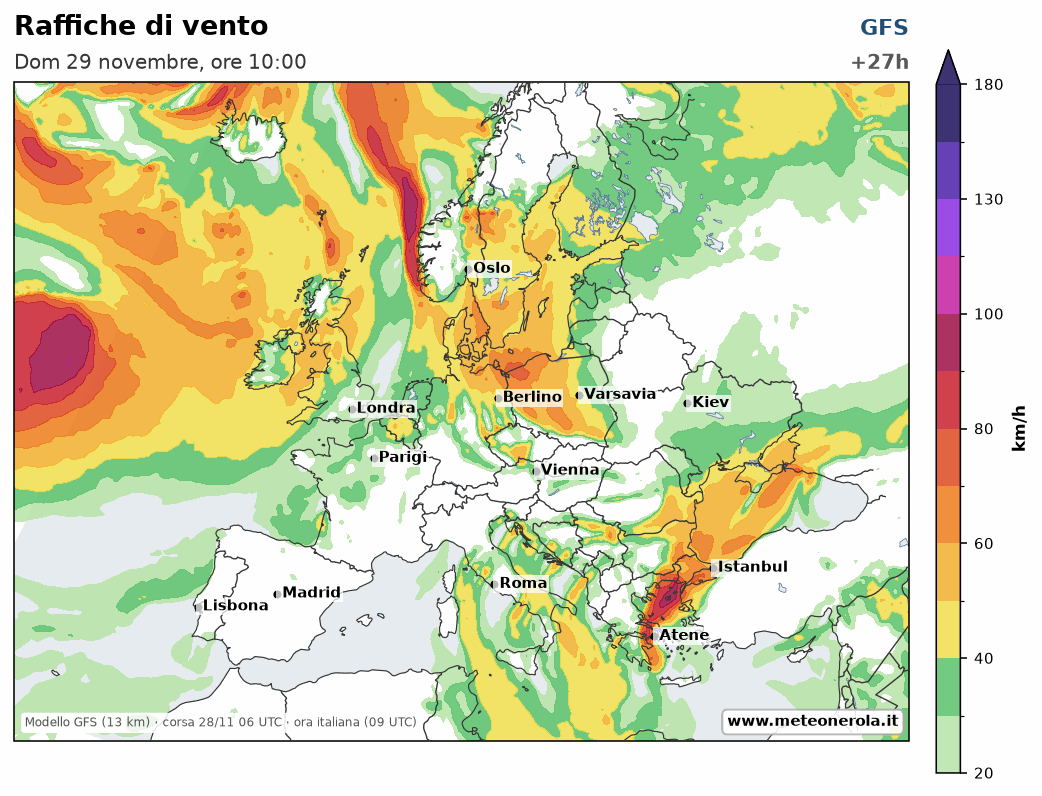 Raffiche di vento
GFS
Dom 29 novembre, ore 10:00
+27h
180
130
100
80
60
40
20
km/h
Oslo
Londra
Berlino
Varsavia
Kiev
Parigi
Vienna
Istanbul
Roma
Madrid
Lisbona
Atene
Modello GFS (13 km) · corsa 28/11 06 UTC · ora italiana (09 UTC)
www.meteonerola.it